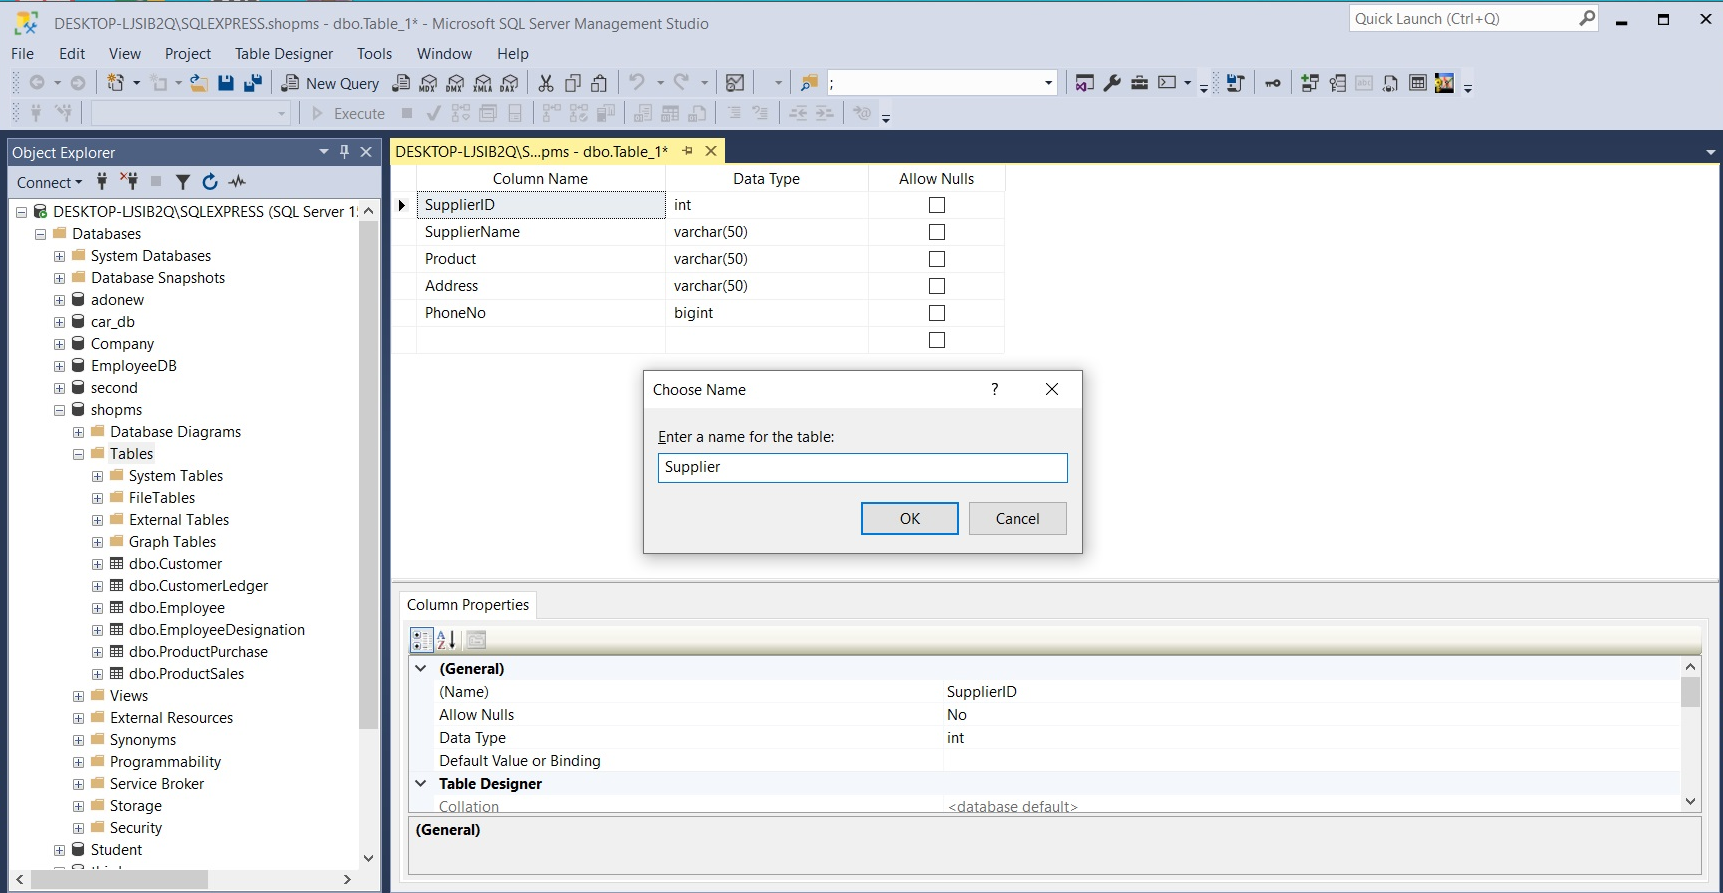 DESKTOP-LJSIB2Q\SQLEXPRESS.shopms - dbo.Table_1* - Microsoft SQL Server Management Studio
Quick Launch (Ctrl+Q)
File Edit View Project Table Designer Tools Window Help
New Query MDX DMX XMLA DAX ;
Execute
Object Explorer
Connect
DESKTOP-LJSIB2Q\SQLEXPRESS (SQL Server 1
Databases
System Databases
Database Snapshots
adonew
car_db
Company
EmployeeDB
second
shopms
Database Diagrams
Tables
System Tables
FileTables
External Tables
Graph Tables
dbo.Customer
dbo.CustomerLedger
dbo.Employee
dbo.EmployeeDesignation
dbo.ProductPurchase
dbo.ProductSales
Views
External Resources
Synonyms
Programmability
Service Broker
Storage
Security
Student
DESKTOP-LJSIB2Q\S...pms - dbo.Table_1*
Column Name Data Type Allow Nulls
SupplierID int
SupplierName varchar(50)
Product varchar(50)
Address varchar(50)
PhoneNo bigint
Choose Name ?
Enter a name for the table:
Supplier
OK Cancel
Column Properties
(General)
(Name) SupplierID
Allow Nulls No
Data Type int
Default Value or Binding
Table Designer
Collation <database default>
(General)